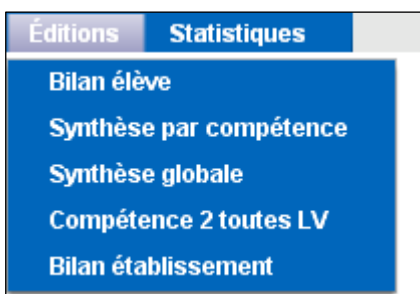 Éditions Statistiques
Bilan élève
Synthèse par compétence
Synthèse globale
Compétence 2 toutes LV
Bilan établissement